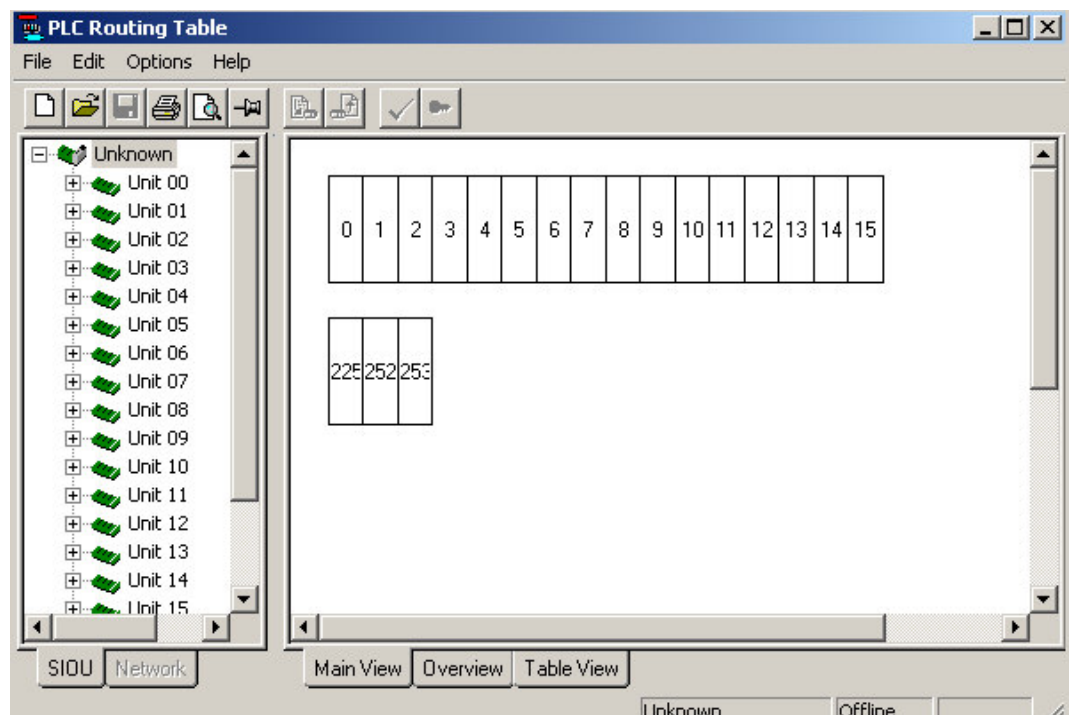 PLC Routing Table
File Edit Options Help
Unknown
Unit 00
Unit 01
Unit 02
Unit 03
Unit 04
Unit 05
Unit 06
Unit 07
Unit 08
Unit 09
Unit 10
Unit 11
Unit 12
Unit 13
Unit 14
Unit 15
0 1 2 3 4 5 6 7 8 9 10 11 12 13 14 15
225 252 253
SIOU Network
Main View Overview Table View
Unknown Offline